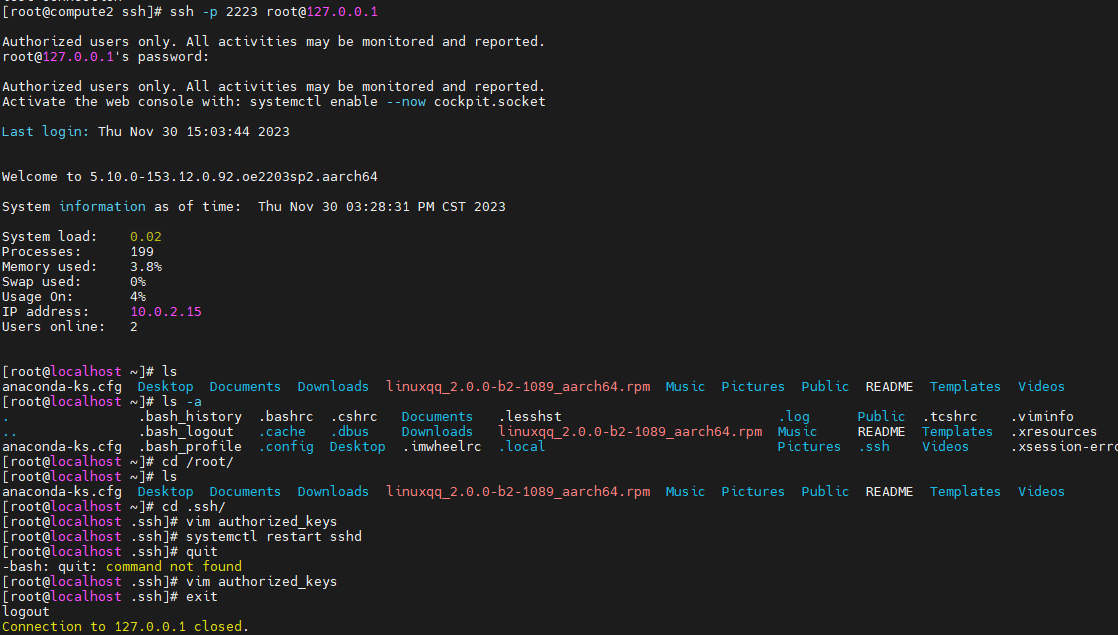 [root@compute2 ssh]# ssh -p 2223 root@127.0.0.1
Authorized users only. All activities may be monitored and reported.
root@127.0.0.1's password:
Authorized users only. All activities may be monitored and reported.
Activate the web console with: systemctl enable --now cockpit.socket
Last login: Thu Nov 30 15:03:44 2023
Welcome to 5.10.0-153.12.0.92.oe2203sp2.aarch64
System information as of time:  Thu Nov 30 03:28:31 PM CST 2023
System load:    0.02
Processes:      199
Memory used:    3.8%
Swap used:      0%
Usage On:       4%
IP address:     10.0.2.15
Users online:   2
[root@localhost ~]# ls
anaconda-ks.cfg  Desktop  Documents  Downloads  linuxqq_2.0.0-b2-1089_aarch64.rpm  Music  Pictures  Public  README  Templates  Videos
[root@localhost ~]# ls -a
.                .bash_history  .bashrc  .cshrc   Documents   .lesshst                           .log      Public  .tcshrc    .viminfo
..               .bash_logout   .cache   .dbus    Downloads   linuxqq_2.0.0-b2-1089_aarch64.rpm  Music     README  Templates  .xresources
anaconda-ks.cfg  .bash_profile  .config  Desktop  .imwheelrc  .local                             Pictures  .ssh    Videos     .xsession-erro
[root@localhost ~]# cd /root/
[root@localhost ~]# ls
anaconda-ks.cfg  Desktop  Documents  Downloads  linuxqq_2.0.0-b2-1089_aarch64.rpm  Music  Pictures  Public  README  Templates  Videos
[root@localhost ~]# cd .ssh/
[root@localhost .ssh]# vim authorized_keys
[root@localhost .ssh]# systemctl restart sshd
[root@localhost .ssh]# quit
-bash: quit: command not found
[root@localhost .ssh]# vim authorized_keys
[root@localhost .ssh]# exit
logout
Connection to 127.0.0.1 closed.